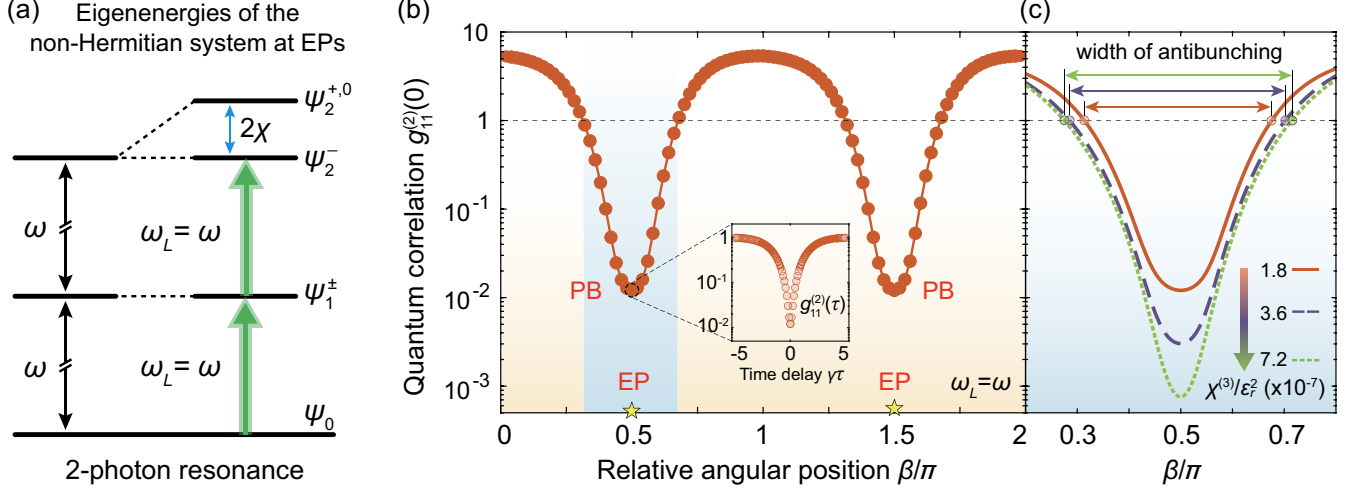 (a)
Eigenenergies of the
non-Hermitian system at EPs
ψ₂⁺,⁰
2χ
ψ₂⁻
ω
ω_L = ω
ψ₁±
ω
ω_L = ω
ψ₀
2-photon resonance
(b)
Quantum correlation g₁₁⁽²⁾(0)
10
1
10⁻¹
10⁻²
10⁻³
PB
PB
EP
EP
ω_L=ω
1
10⁻¹
10⁻²
g₁₁⁽²⁾(τ)
-5
0
5
Time delay γτ
0
0.5
1
1.5
2
Relative angular position β/π
(c)
width of antibunching
1.8
3.6
7.2
χ⁽³⁾/εᵣ² (x10⁻⁷)
0.3
0.5
0.7
β/π